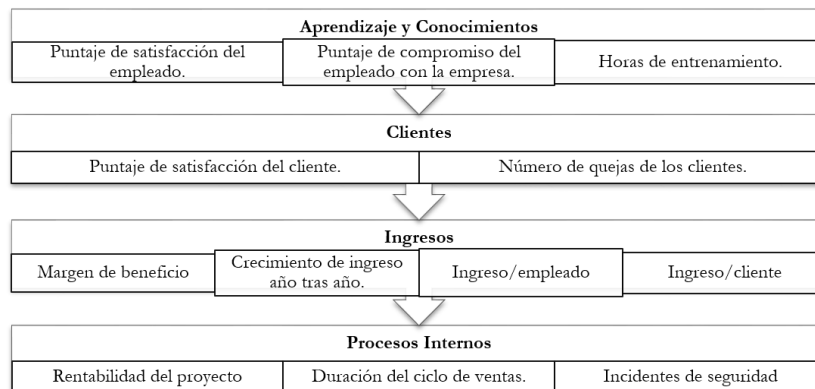 Aprendizaje y Conocimientos
Puntaje de satisfacción del
empleado.
Puntaje de compromiso del
empleado con la empresa.
Horas de entrenamiento.
Clientes
Puntaje de satisfacción del cliente.
Número de quejas de los clientes.
Ingresos
Margen de beneficio
Crecimiento de ingreso
año tras año.
Ingreso/empleado
Ingreso/cliente
Procesos Internos
Rentabilidad del proyecto
Duración del ciclo de ventas.
Incidentes de seguridad